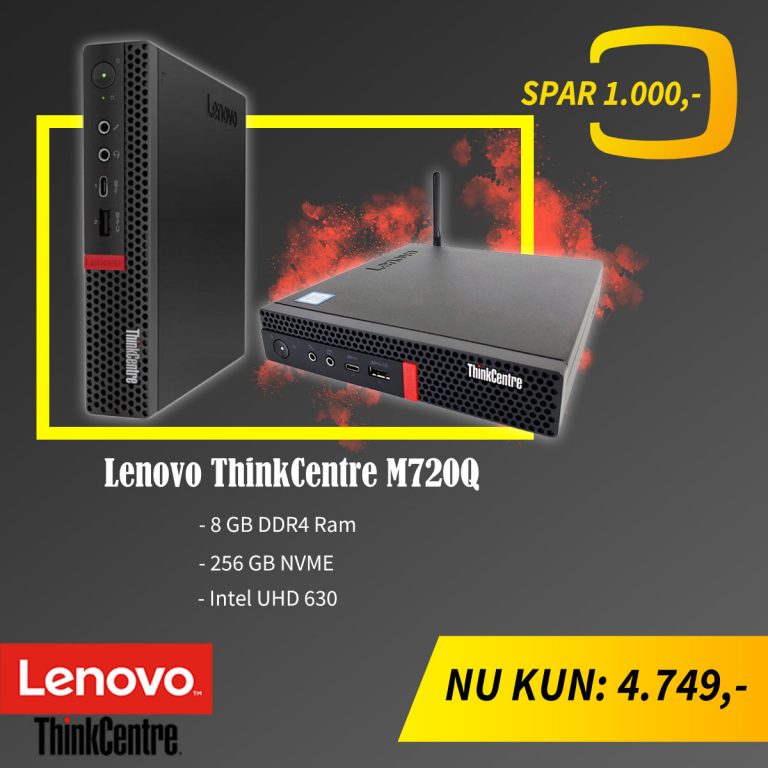 SPAR 1.000,-
Lenovo
Lenovo
ThinkCentre
Lenovo
ThinkCentre
Lenovo ThinkCentre M720Q
- 8 GB DDR4 Ram
- 256 GB NVME
- Intel UHD 630
Lenovo™
ThinkCentre
NU KUN: 4.749,-